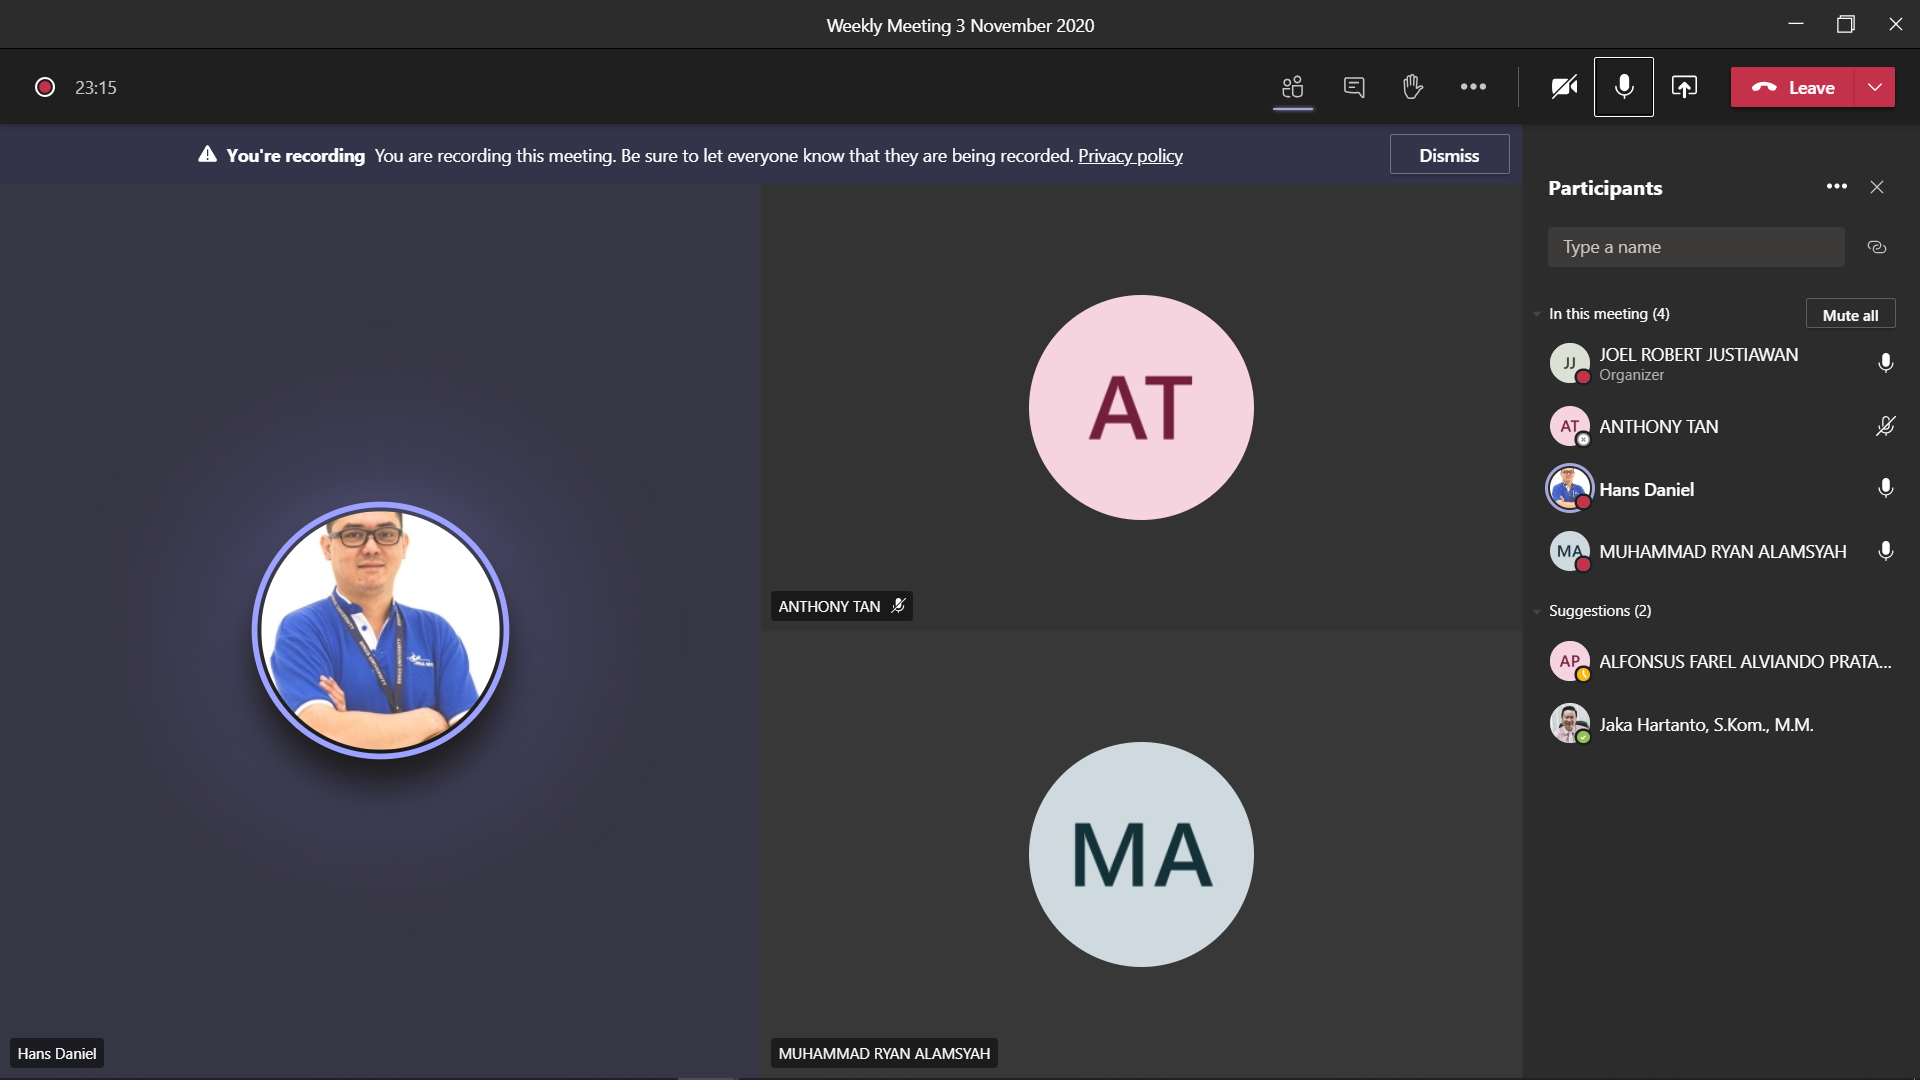 Weekly Meeting 3 November 2020
23:15
Leave
You're recording You are recording this meeting. Be sure to let everyone know that they are being recorded. Privacy policy
Dismiss
AT
ANTHONY TAN
MA
MUHAMMAD RYAN ALAMSYAH
Hans Daniel
Participants
Type a name
In this meeting (4)
Mute all
JJ
JOEL ROBERT JUSTIAWAN
Organizer
AT
ANTHONY TAN
Hans Daniel
MA
MUHAMMAD RYAN ALAMSYAH
Suggestions (2)
AP
ALFONSUS FAREL ALVIANDO PRATA...
Jaka Hartanto, S.Kom., M.M.